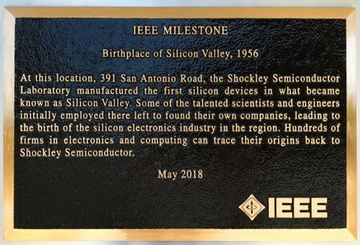 IEEE MILESTONE
Birthplace of Silicon Valley, 1956
At this location, 391 San Antonio Road, the Shockley Semiconductor
Laboratory manufactured the first silicon devices in what became
known as Silicon Valley. Some of the talented scientists and engineers
initially employed there left to found their own companies, leading to
the birth of the silicon electronics industry in the region. Hundreds of
firms in electronics and computing can trace their origins back to
Shockley Semiconductor.
May 2018
IEEE